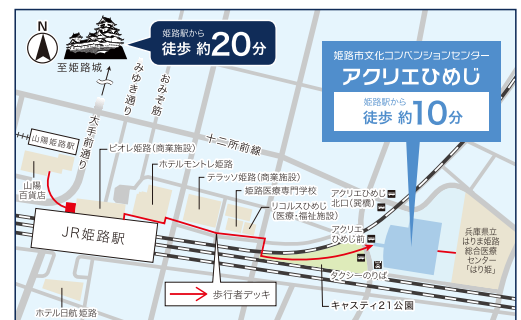 N
至姫路城
姫路駅から
徒歩 約20分
姫路市文化コンベンションセンター
アクリエひめじ
姫路駅から
徒歩 約10分
みゆき通り
おみぞ筋
大手前通り
十二所前線
山陽姫路駅
山陽
百貨店
ピオレ姫路(商業施設)
ホテルモントレ姫路
テラッソ姫路(商業施設)
姫路医療専門学校
リコルスひめじ
(医療・福祉施設)
アクリエひめじ
北口(巽橋)
アクリエ
ひめじ前
JR姫路駅
タクシーのりば
兵庫県立
はりま姫路
総合医療
センター
「はり姫」
歩行者デッキ
キャスティ21公園
ホテル日航 姫路